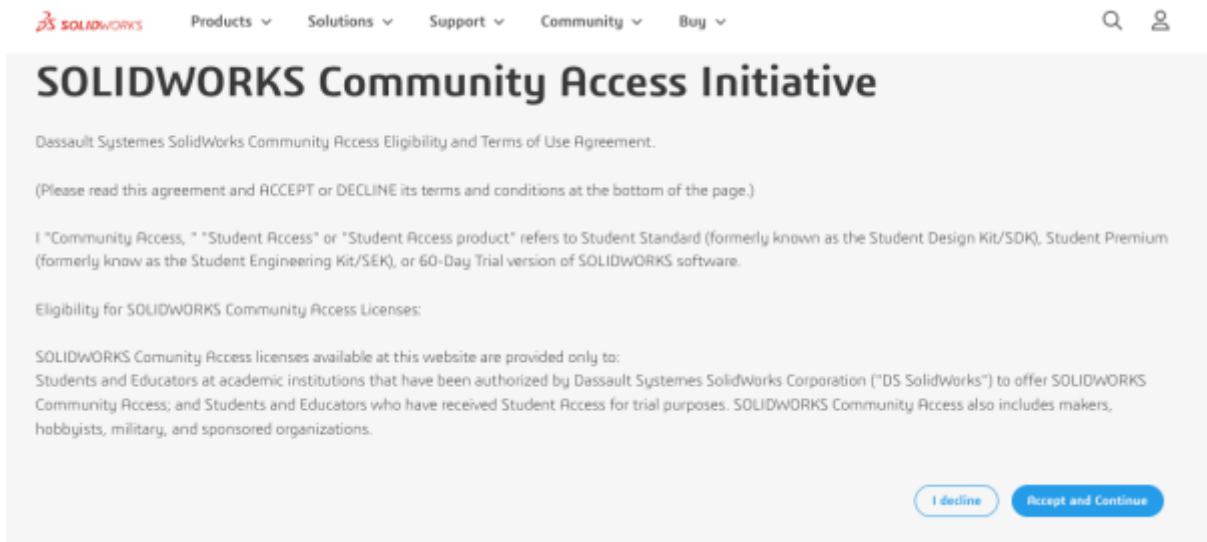 SOLIDWORKS Products Solutions Support Community Buy
SOLIDWORKS Community Access Initiative
Dassault Systemes SolidWorks Community Access Eligibility and Terms of Use Agreement.
(Please read this agreement and ACCEPT or DECLINE its terms and conditions at the bottom of the page.)
I "Community Access, " "Student Access" or "Student Access product" refers to Student Standard (formerly known as the Student Design Kit/SDK), Student Premium
(formerly know as the Student Engineering Kit/SEK), or 60-Day Trial version of SOLIDWORKS software.
Eligibility for SOLIDWORKS Community Access Licenses:
SOLIDWORKS Comunity Access licenses available at this website are provided only to:
Students and Educators at academic institutions that have been authorized by Dassault Systemes SolidWorks Corporation ("DS SolidWorks") to offer SOLIDWORKS
Community Access; and Students and Educators who have received Student Access for trial purposes. SOLIDWORKS Community Access also includes makers,
hobbyists, military, and sponsored organizations.
I decline Accept and Continue